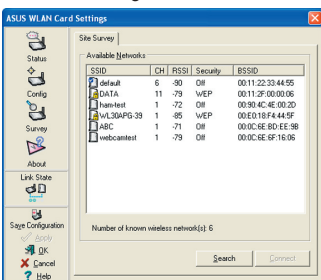 ASUS WLAN Card Settings
Site Survey
Available Networks
SSID CH RSSI Security BSSID
default 6 -90 Off 00:11:22:33:44:55
DATA 11 -79 WEP 00:11:2F:00:00:06
ham-test 1 -72 Off 00:90:4C:4E:00:2D
WL30APG-39 1 -85 WEP 00:E0:18:F4:44:5F
ABC 1 -71 Off 00:0C:6E:BD:EE:9B
webcamtest 1 -79 Off 00:0C:6E:6F:16:06
Number of known wireless network(s): 6
Search Connect
Status
Config
Survey
About
Link State
Save Configuration
Apply
OK
Cancel
Help